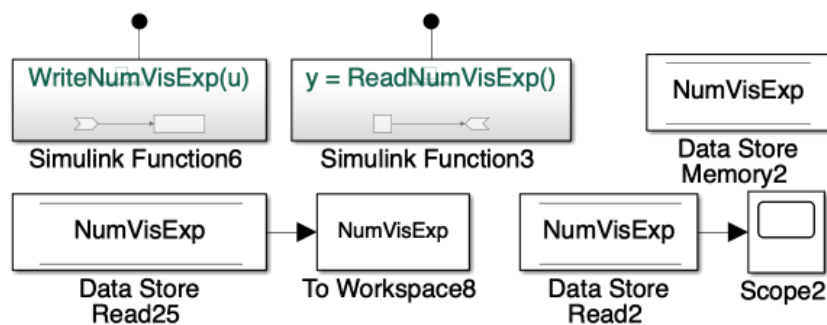 WriteNumVisExp(u)
y = ReadNumVisExp()
NumVisExp
Simulink Function6
Simulink Function3
Data Store
Memory2
NumVisExp
NumVisExp
NumVisExp
Data Store
Read25
To Workspace8
Data Store
Read2
Scope2